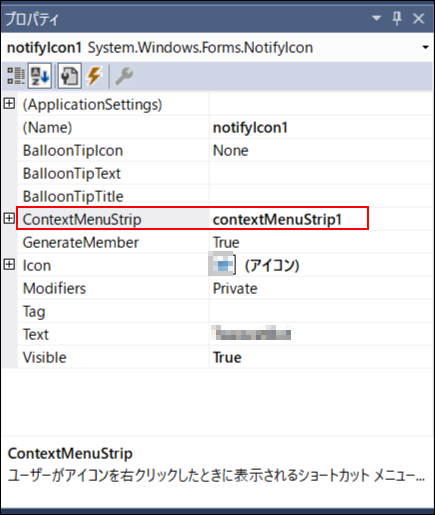 プロパティ
notifyIcon1 System.Windows.Forms.NotifyIcon
(ApplicationSettings)
(Name) notifyIcon1
BalloonTipIcon None
BalloonTipText
BalloonTipTitle
ContextMenuStrip contextMenuStrip1
GenerateMember True
Icon (アイコン)
Modifiers Private
Tag
Text
Visible True
ContextMenuStrip
ユーザーがアイコンを右クリックしたときに表示されるショートカット メニュー...